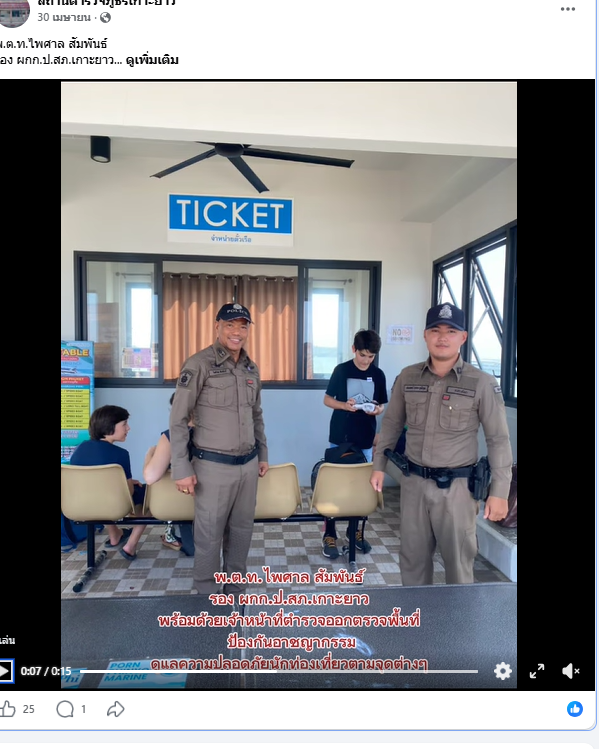 สถานีตำรวจภูธรเกาะยาว
30 เมษายน
พ.ต.ท.ไพศาล สัมพันธ์
รอง ผกก.ป.สภ.เกาะยาว... ดูเพิ่มเติม
TICKET
จำหน่ายตั๋วเรือ
POLICE
พ.ต.ท.ไพศาล สัมพันธ์
รอง ผกก.ป.สภ.เกาะยาว
พร้อมด้วยเจ้าหน้าที่ตำรวจออกตรวจพื้นที่
ป้องกันอาชญากรรม
ดูแลความปลอดภัยนักท่องเที่ยวตามจุดต่างๆ
เล่น
0:07 / 0:15
PORN
MARINE
25
1